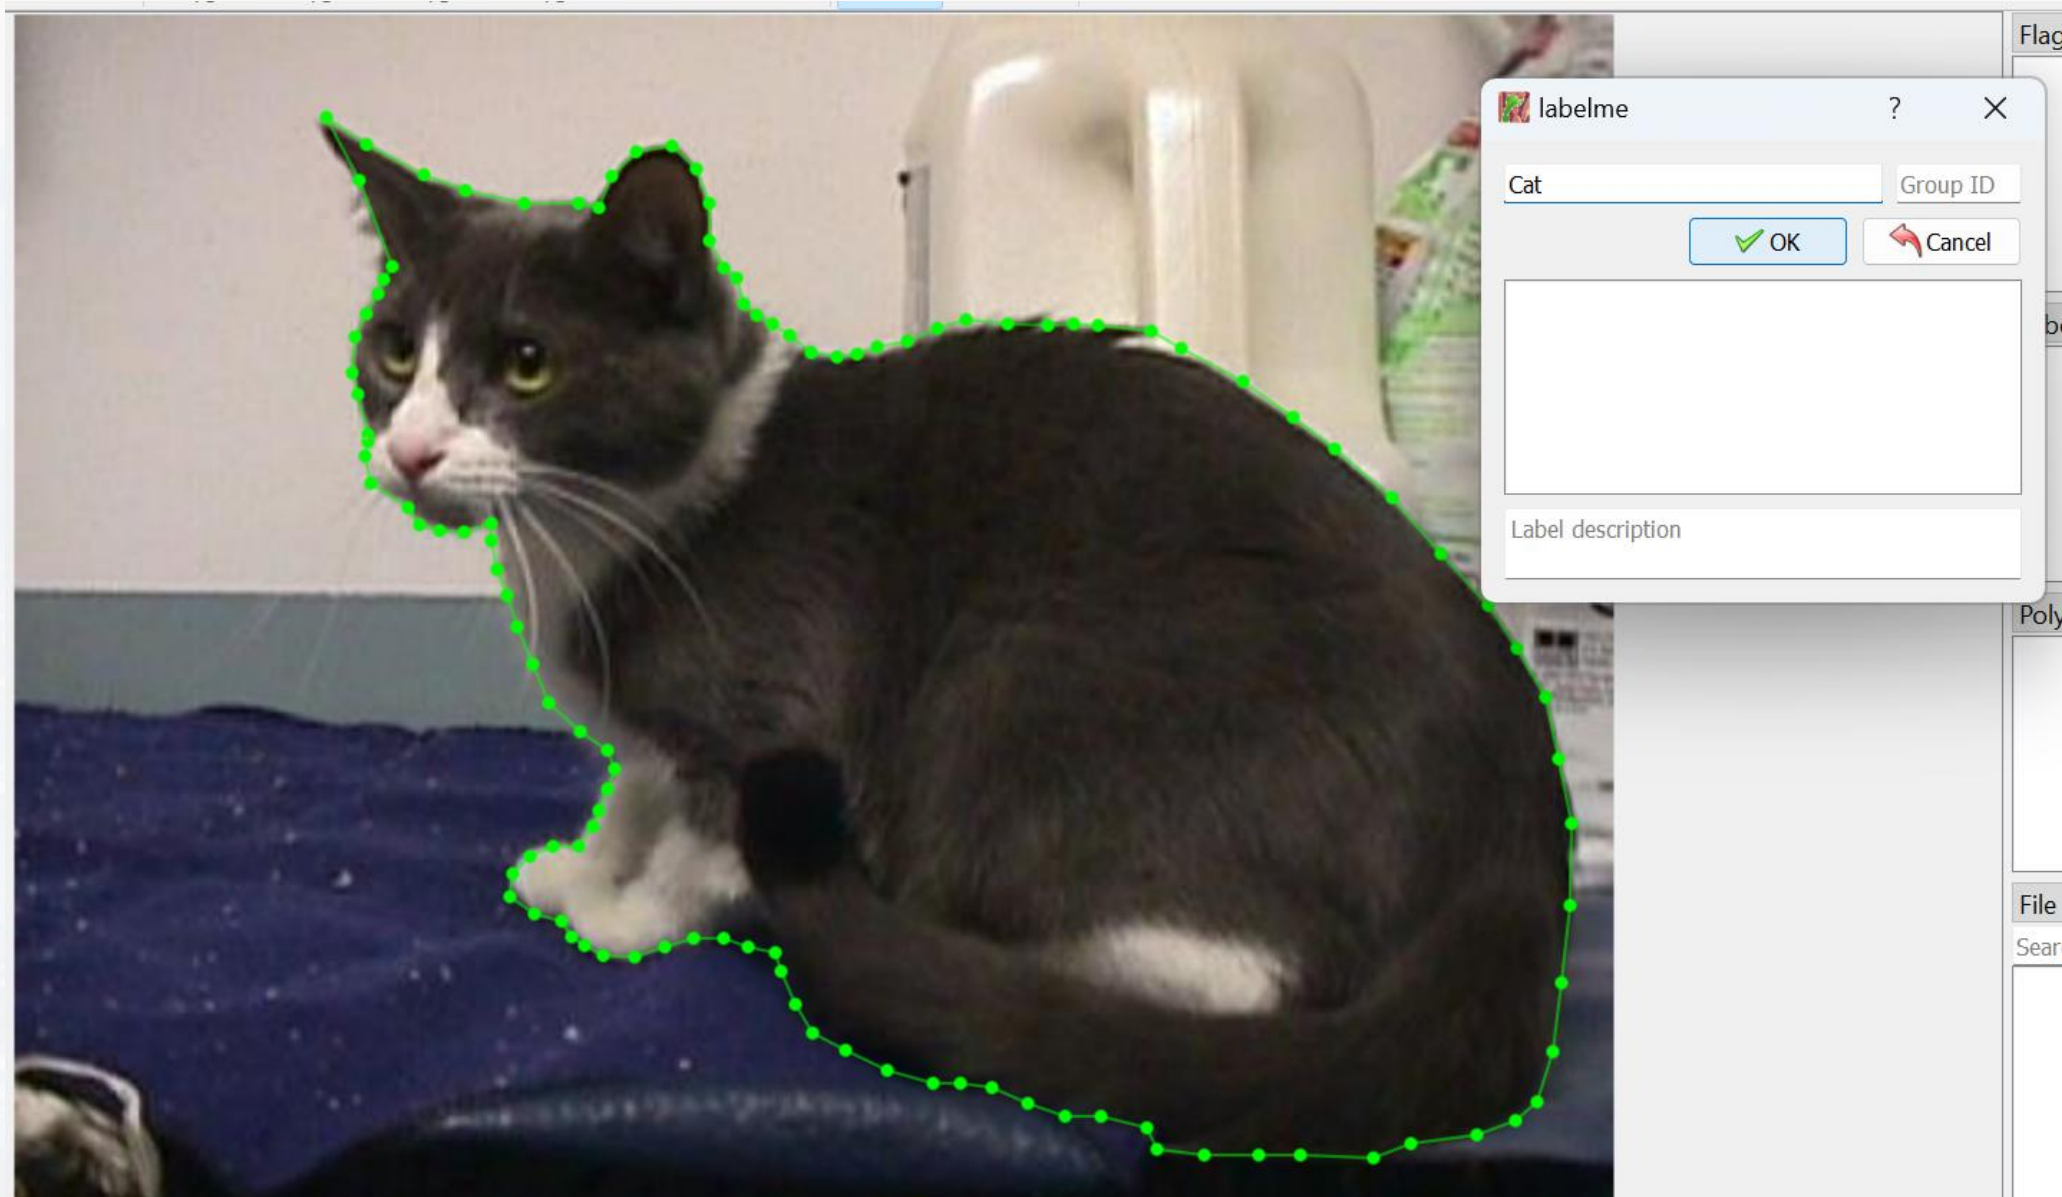 Flag
labelme
?
Cat
Group ID
OK
Cancel
Label description
Poly
File
Sear